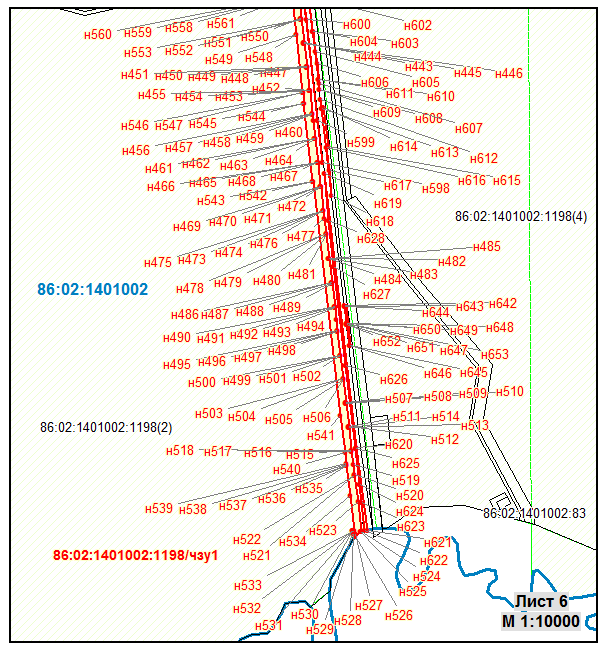 н560 н559 н558 н561
н553 н552 н551 н550
н549 н548
н451 н450 н449 н448 н447
н455 н454 н453 н452
н546 н547 н545 н544
н456 н457 н458 н459 н460
н461 н462 н463 н464
н466 н465 н468 н467
н543 н542
н469 н470 н471 н472
н475 н473 н474 н476 н477
н478 н479 н480 н481
86:02:1401002
н486 н487 н488 н489
н490 н491 н492 н493 н494
н495 н496 н497 н498
н500 н499 н501 н502
н503 н504 н505 н506
86:02:1401002:1198(2)
н541
н518 н517 н516 н515
н540
н539 н538 н537 н536 н535
н522 н521 н534 н523
86:02:1401002:1198/чзу1
н533
н532
н531 н530 н529 н528 н527 н526
н600 н602
н604 н603
н444 н443 н445 н446
н606 н605
н611 н610
н609 н608 н607
н599 н614 н613 н612
н617 н598 н616 н615
н619
н618
86:02:1401002:1198(4)
н628
н485
н482
н484 н483
н627
н644 н643 н642
н650 н649 н648
н652 н651 н647 н653
н626 н646 н645
н507 н508 н509 н510
н511 н514 н513
н512
н620
н625
н519
н520
н624
86:02:1401002:83
н623
н621
н622
н524
н525
Лист 6
М 1:10000